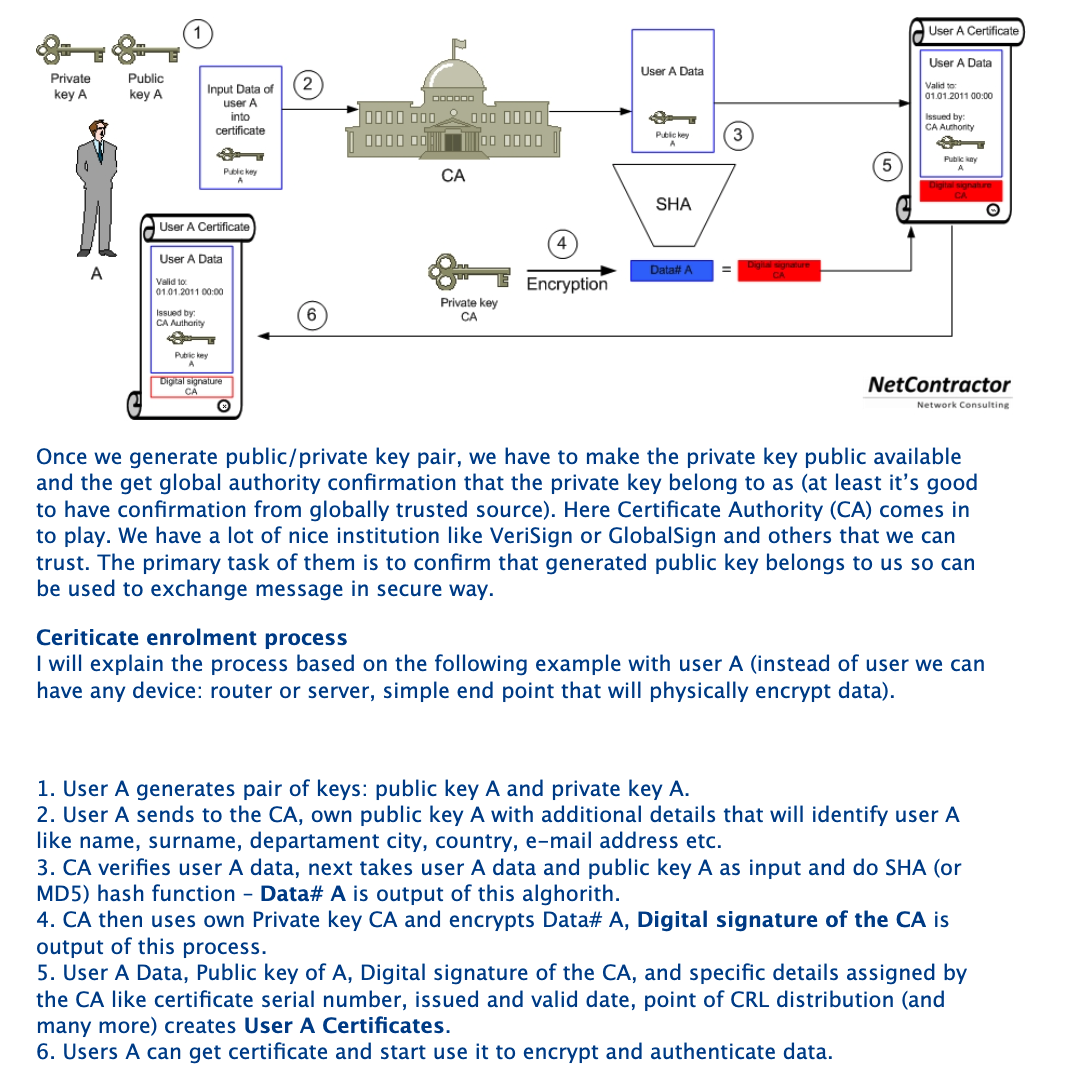 1
Private
key A
Public
key A
Input Data of
user A
into
certificate
Public key
A
2
CA
User A Data
Public key
A
3
User A Certificate
User A Data
Valid to:
01.01.2011 00:00
Issued by:
CA Authority
Public key
A
Digital signature
CA
5
SHA
A
4
Encryption
Private key
CA
Data# A
=
Digital signature
CA
6
User A Certificate
User A Data
Valid to:
01.01.2011 00:00
Issued by:
CA Authority
Public key
A
Digital signature
CA
NetContractor
Network Consulting
Once we generate public/private key pair, we have to make the private key public available
and the get global authority confirmation that the private key belong to as (at least it's good
to have confirmation from globally trusted source). Here Certificate Authority (CA) comes in
to play. We have a lot of nice institution like VeriSign or GlobalSign and others that we can
trust. The primary task of them is to confirm that generated public key belongs to us so can
be used to exchange message in secure way.
Ceriticate enrolment process
I will explain the process based on the following example with user A (instead of user we can
have any device: router or server, simple end point that will physically encrypt data).
1. User A generates pair of keys: public key A and private key A.
2. User A sends to the CA, own public key A with additional details that will identify user A
like name, surname, departament city, country, e-mail address etc.
3. CA verifies user A data, next takes user A data and public key A as input and do SHA (or
MD5) hash function – Data# A is output of this alghorith.
4. CA then uses own Private key CA and encrypts Data# A, Digital signature of the CA is
output of this process.
5. User A Data, Public key of A, Digital signature of the CA, and specific details assigned by
the CA like certificate serial number, issued and valid date, point of CRL distribution (and
many more) creates User A Certificates.
6. Users A can get certificate and start use it to encrypt and authenticate data.